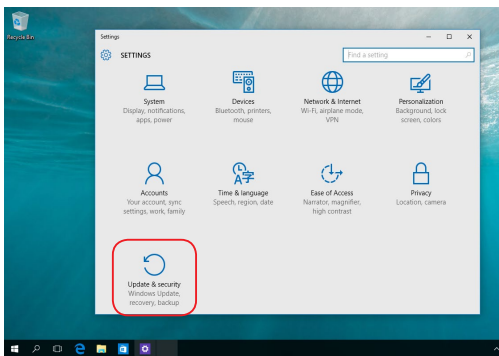 Recycle Bin
Settings
SETTINGS
Find a setting
System
Display, notifications,
apps, power
Devices
Bluetooth, printers,
mouse
Network & Internet
Wi-Fi, airplane mode,
VPN
Personalization
Background, lock
screen, colors
Accounts
Your account, sync
settings, work, family
Time & language
Speech, region, date
Ease of Access
Narrator, magnifier,
high contrast
Privacy
Location, camera
Update & security
Windows Update,
recovery, backup